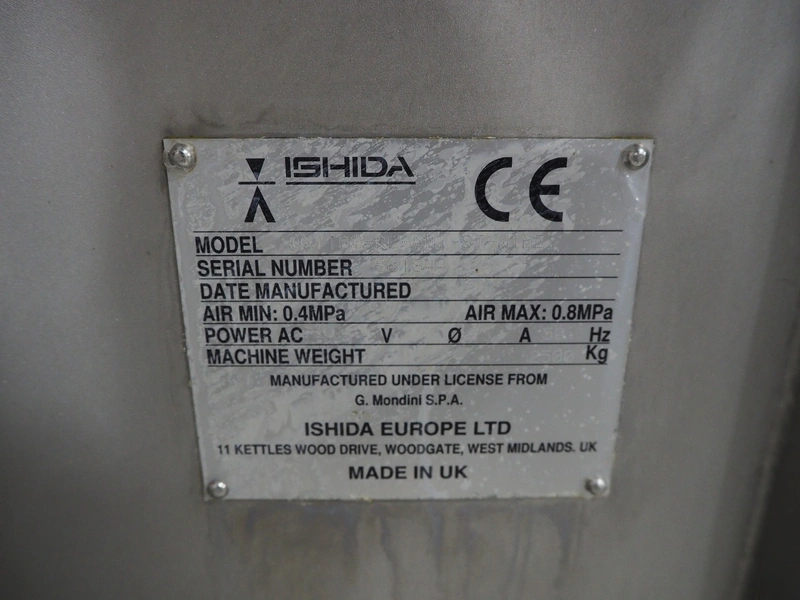 ISHIDA CE
MODEL
SERIAL NUMBER
DATE MANUFACTURED
AIR MIN: 0.4MPa AIR MAX: 0.8MPa
POWER AC V Ø A Hz
MACHINE WEIGHT Kg
MANUFACTURED UNDER LICENSE FROM
G. Mondini S.P.A.
ISHIDA EUROPE LTD
11 KETTLES WOOD DRIVE, WOODGATE, WEST MIDLANDS. UK
MADE IN UK